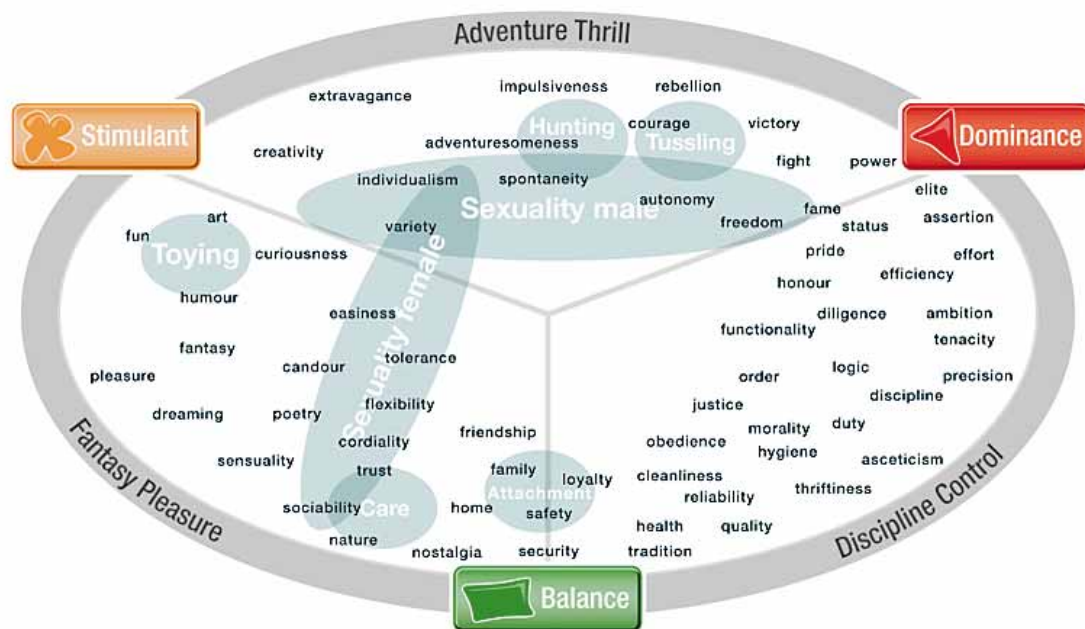 Adventure Thrill
impulsiveness
rebellion
extravagance
Stimulant
Hunting
courage
victory
Dominance
Tussling
adventuresomeness
creativity
fight
power
individualism
spontaneity
elite
autonomy
Sexuality male
fame
art
variety
freedom
status
assertion
fun
Toying
curiousness
pride
effort
efficiency
honour
humour
easiness
diligence
ambition
functionality
Sexuality female
tenacity
fantasy
tolerance
candour
logic
pleasure
order
precision
discipline
flexibility
justice
dreaming
poetry
duty
morality
friendship
cordiality
obedience
hygiene
sensuality
asceticism
trust
family
loyalty
cleanliness
Attachment
thriftiness
reliability
sociability
Care
home
safety
Fantasy Pleasure
Discipline Control
health
quality
nature
nostalgia
security
tradition
Balance